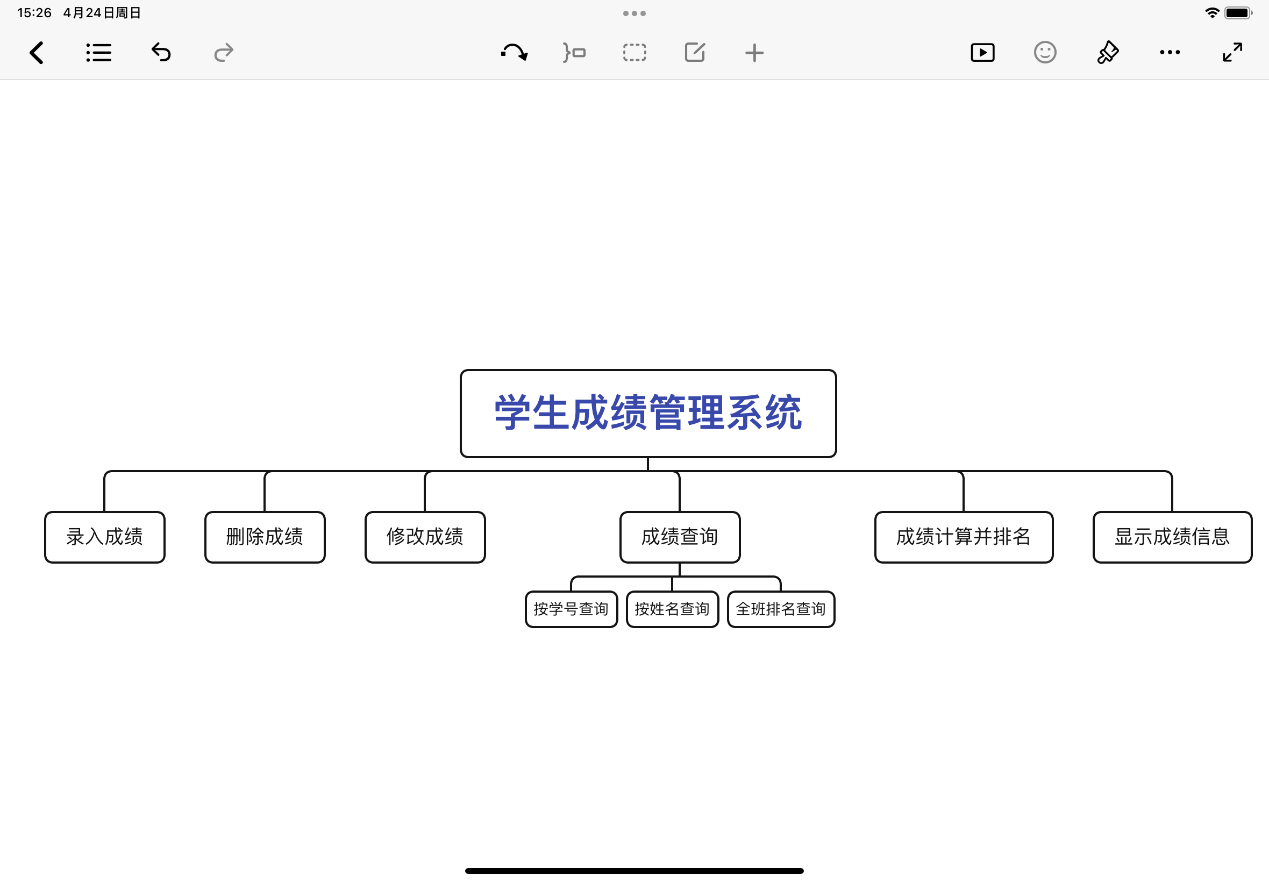 15:26 4月24日周日
学生成绩管理系统
录入成绩
删除成绩
修改成绩
成绩查询
成绩计算并排名
显示成绩信息
按学号查询
按姓名查询
全班排名查询